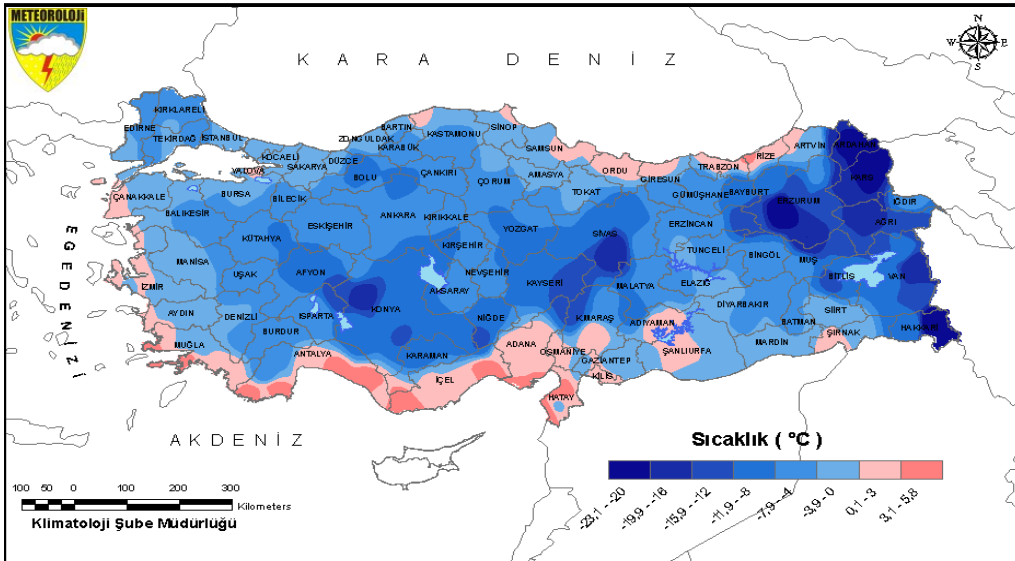 METEOROLOJİ
N
W
E
S
K A R A D E N İ Z
KIRKLARELİ
EDİRNE
TEKİRDAĞ
İSTANBUL
KOCAELİ
YALOVA
SAKARYA
DÜZCE
ZONGULDAK
BARTIN
KARABÜK
KASTAMONU
SİNOP
SAMSUN
BOLU
ÇANKIRI
ÇORUM
AMASYA
TOKAT
ORDU
GİRESUN
TRABZON
RİZE
ARTVİN
ARDAHAN
KARS
IĞDIR
GÜMÜŞHANE
BAYBURT
ERZURUM
AĞRI
ERZİNCAN
ÇANAKKALE
BALIKESİR
BURSA
BİLECİK
ESKİŞEHİR
ANKARA
KIRIKKALE
YOZGAT
SİVAS
TUNCELİ
BİNGÖL
MUŞ
BİTLİS
VAN
KÜTAHYA
MANİSA
UŞAK
AFYON
KIRŞEHİR
NEVŞEHİR
KAYSERİ
MALATYA
ELAZIĞ
DİYARBAKIR
BATMAN
SİİRT
ŞIRNAK
HAKKARİ
İZMİR
AYDIN
DENİZLİ
ISPARTA
BURDUR
KONYA
AKSARAY
NİĞDE
K.MARAŞ
ADIYAMAN
MARDİN
MUĞLA
ANTALYA
KARAMAN
İÇEL
ADANA
OSMANİYE
GAZİANTEP
KİLİS
ŞANLIURFA
HATAY
E G E D E N İ Z İ
A K D E N İ Z
100 50 0 100 200 300
Kilometers
Klimatoloji Şube Müdürlüğü
Sıcaklık ( °C )
-23,1 - -20
-19,9 - -16
-15,9 - -12
-11,9 - -8
-7,9 - -4
-3,9 - 0
0,1 - 3
3,1 - 5,8